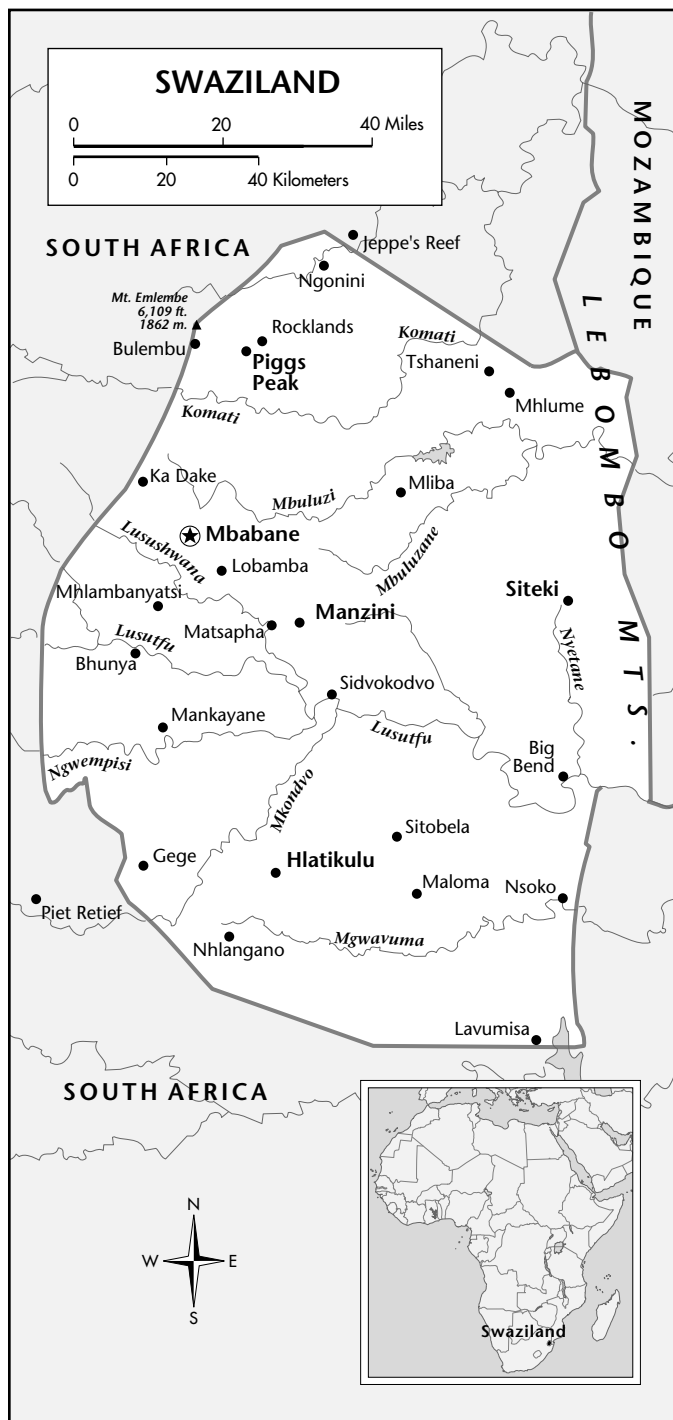 SWAZILAND
0 20 40 Miles
0 20 40 Kilometers
MOZAMBIQUE
SOUTH AFRICA
Jeppe's Reef
Ngonini
Mt. Emlembe
6,109 ft.
1862 m.
Bulembu
Rocklands
Piggs
Peak
Komati
Tshaneni
Mhlume
Komati
LEBOMBO MTS.
Ka Dake
Mbuluzi
Mliba
Mbabane
Lusushwana
Lobamba
Mbuluzane
Mhlambanyatsi
Siteki
Manzini
Matsapha
Lusutfu
Bhunya
Nyetane
Sidvokodvo
Mankayane
Lusutfu
Big
Bend
Ngwempisi
Mkondvo
Sitobela
Gege
Hlatikulu
Maloma
Nsoko
Piet Retief
Nhlangano
Mgwavuma
Lavumisa
SOUTH AFRICA
N
W E
S
Swaziland